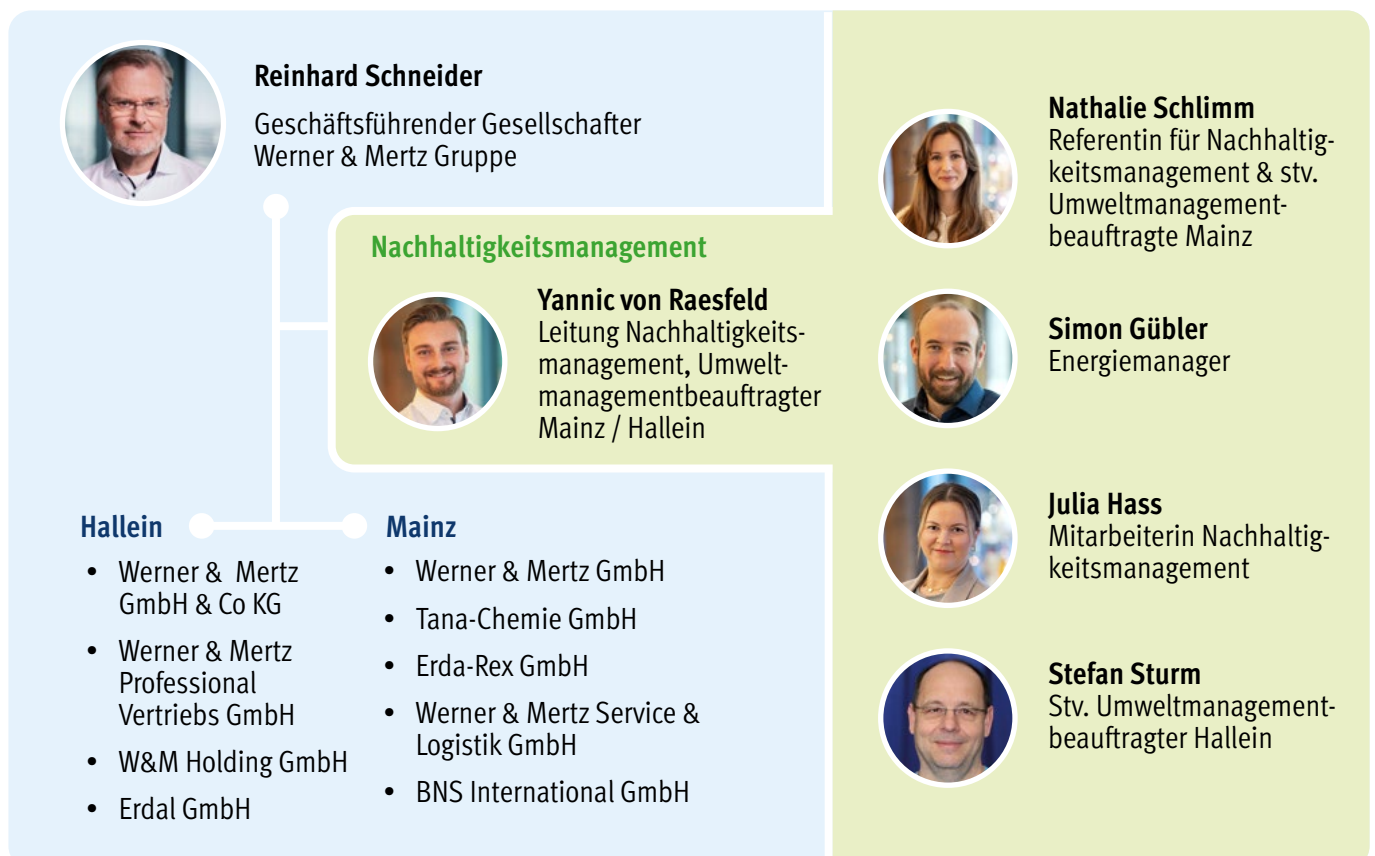 Reinhard Schneider
Geschäftsführender Gesellschafter
Werner & Mertz Gruppe
Nachhaltigkeitsmanagement
Yannic von Raesfeld
Leitung Nachhaltigkeits-
management, Umwelt-
managementbeauftragter
Mainz / Hallein
Hallein
• Werner & Mertz
GmbH & Co KG
• Werner & Mertz
Professional
Vertriebs GmbH
• W&M Holding GmbH
• Erdal GmbH
Mainz
• Werner & Mertz GmbH
• Tana-Chemie GmbH
• Erda-Rex GmbH
• Werner & Mertz Service &
Logistik GmbH
• BNS International GmbH
Nathalie Schlimm
Referentin für Nachhaltig-
keitsmanagement & stv.
Umweltmanagement-
beauftragte Mainz
Simon Gübler
Energiemanager
Julia Hass
Mitarbeiterin Nachhaltig-
keitsmanagement
Stefan Sturm
Stv. Umweltmanagement-
beauftragter Hallein